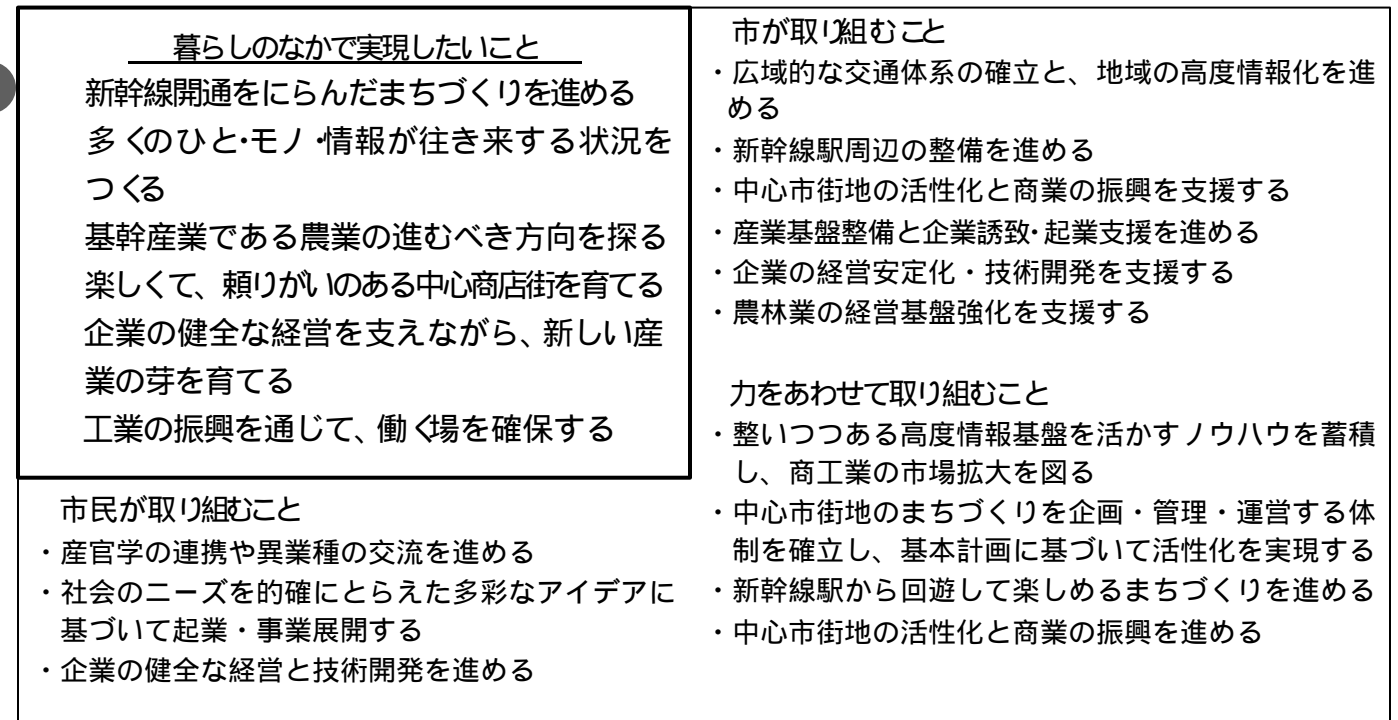 暮らしのなかで実現したいこと
新幹線開通をにらんだまちづくりを進める
多くのひと・モノ・情報が往き来する状況を
つくる
基幹産業である農業の進むべき方向を探る
楽しくて、頼りがいのある中心商店街を育てる
企業の健全な経営を支えながら、新しい産
業の芽を育てる
工業の振興を通じて、働く場を確保する
市民が取り組むこと
・産官学の連携や異業種の交流を進める
・社会のニーズを的確にとらえた多彩なアイデアに
基づいて起業・事業展開する
・企業の健全な経営と技術開発を進める
市が取り組むこと
・広域的な交通体系の確立と、地域の高度情報化を進
める
・新幹線駅周辺の整備を進める
・中心市街地の活性化と商業の振興を支援する
・産業基盤整備と企業誘致・起業支援を進める
・企業の経営安定化・技術開発を支援する
・農林業の経営基盤強化を支援する
力をあわせて取り組むこと
・整いつつある高度情報基盤を活かすノウハウを蓄積
し、商工業の市場拡大を図る
・中心市街地のまちづくりを企画・管理・運営する体
制を確立し、基本計画に基づいて活性化を実現する
・新幹線駅から回遊して楽しめるまちづくりを進める
・中心市街地の活性化と商業の振興を進める